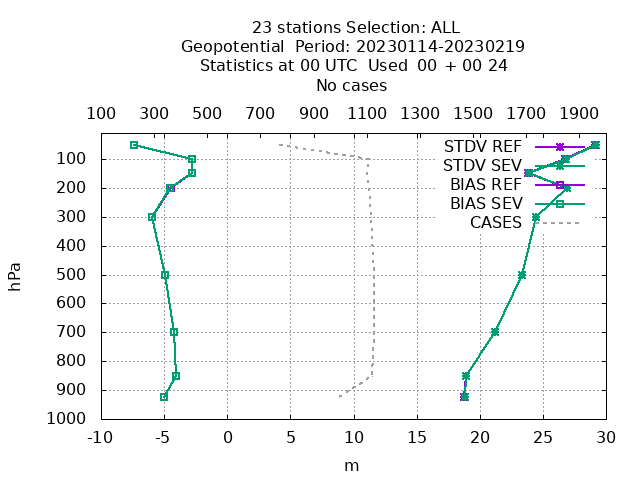 23 stations Selection: ALL
Geopotential  Period: 20230114-20230219
Statistics at 00 UTC  Used  00 + 00 24
No cases
100 300 500 700 900 1100 1300 1500 1700 1900
STDV REF
STDV SEV
BIAS REF
BIAS SEV
CASES
100
200
300
400
500
600
700
800
900
1000
hPa
-10 -5 0 5 10 15 20 25 30
m